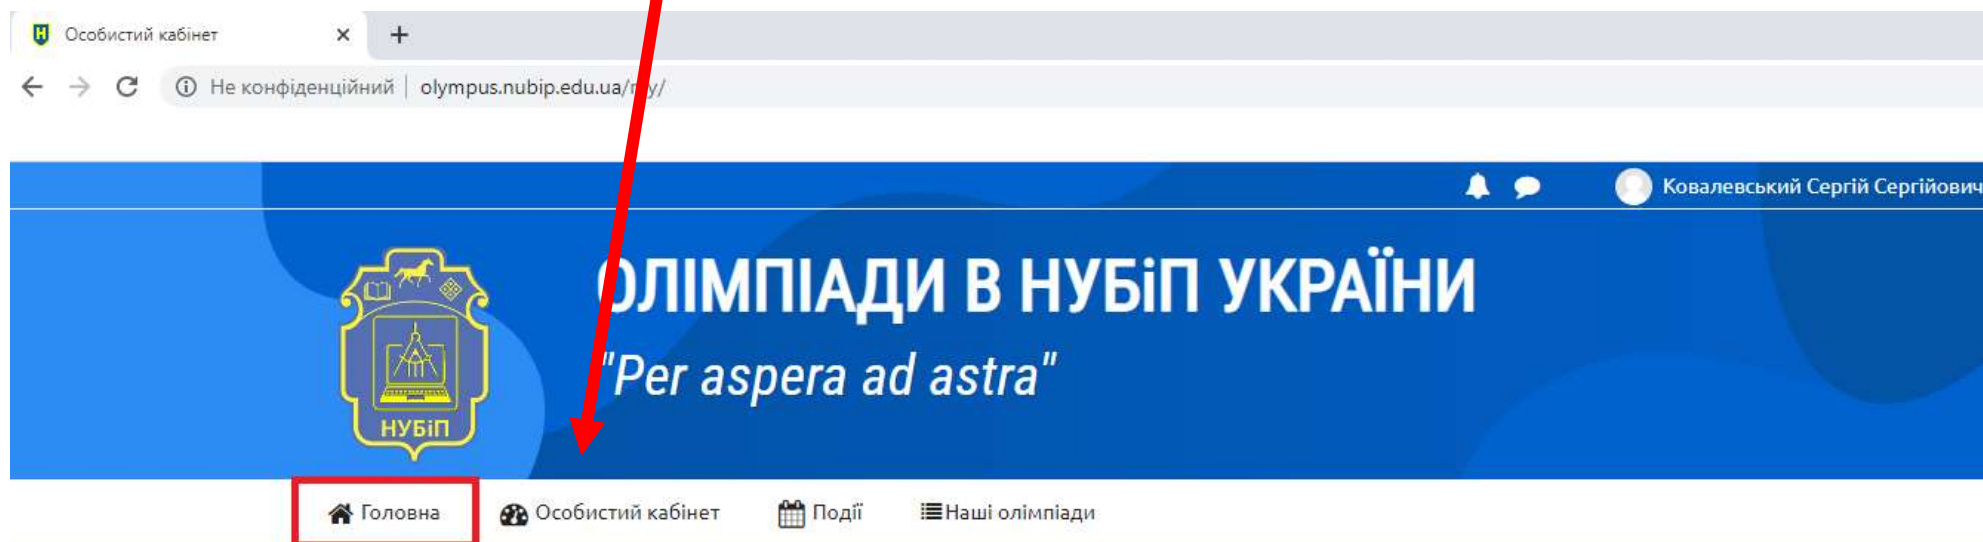 Особистий кабінет
Не конфіденційний | olympus.nubip.edu.ua/my/
Ковалевський Сергій Сергійович
ОЛІМПІАДИ В НУБіП УКРАЇНИ
"Per aspera ad astra"
НУБіП
Головна Особистий кабінет Події Наші олімпіади